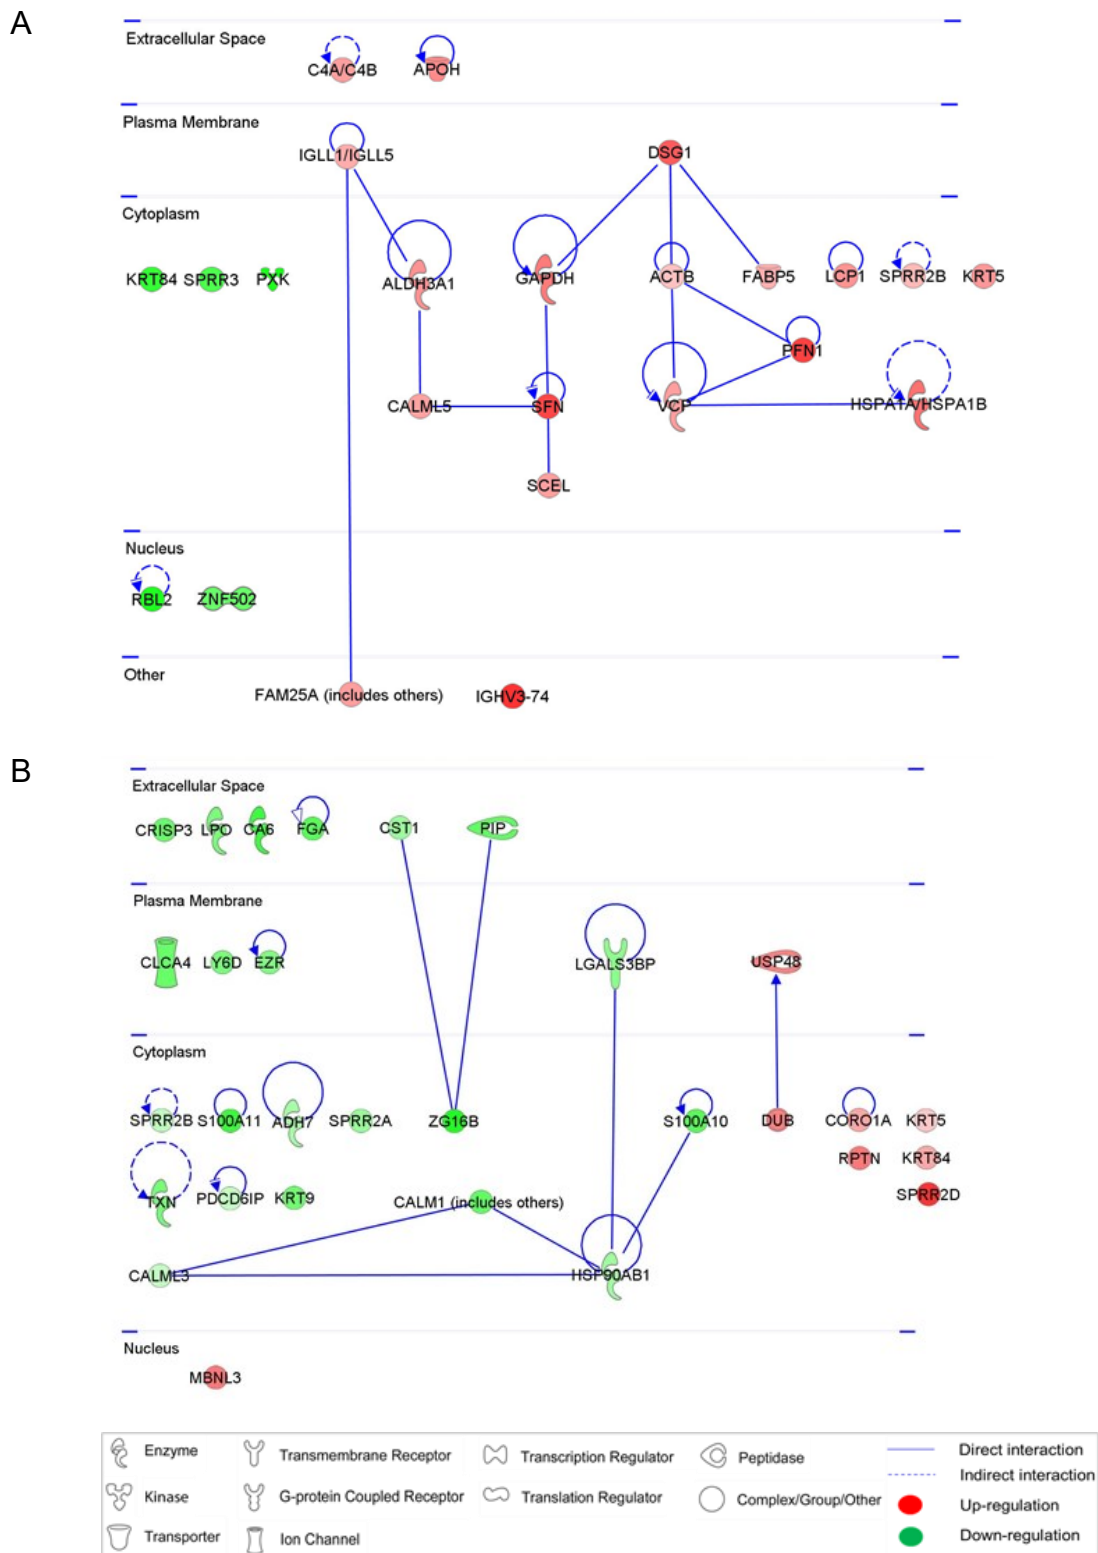 A
Extracellular Space
C4A/C4B APOH
Plasma Membrane
IGLL1/IGLL5 DSG1
Cytoplasm
KRT84 SPRR3 PXK ALDH3A1 GAPDH ACTB FABP5 LCP1 SPRR2B KRT5
PFN1
CALML5 SFN VCP HSPA1A/HSPA1B
SCEL
Nucleus
RBL2 ZNF502
Other
FAM25A (includes others) IGHV3-74
B
Extracellular Space
CRISP3 LPO CA6 FGA CST1 PIP
Plasma Membrane
CLCA4 LY6D EZR LGALS3BP USP48
Cytoplasm
SPRR2B S100A11 ADH7 SPRR2A ZG16B S100A10 DUB CORO1A KRT5
RPTN KRT84
TXN PDCD6IP KRT9 CALM1 (includes others) SPRR2D
CALML3 HSP90AB1
Nucleus
MBNL3
Enzyme Transmembrane Receptor Transcription Regulator Peptidase Direct interaction
Indirect interaction
Kinase G-protein Coupled Receptor Translation Regulator Complex/Group/Other Up-regulation
Transporter Ion Channel Down-regulation